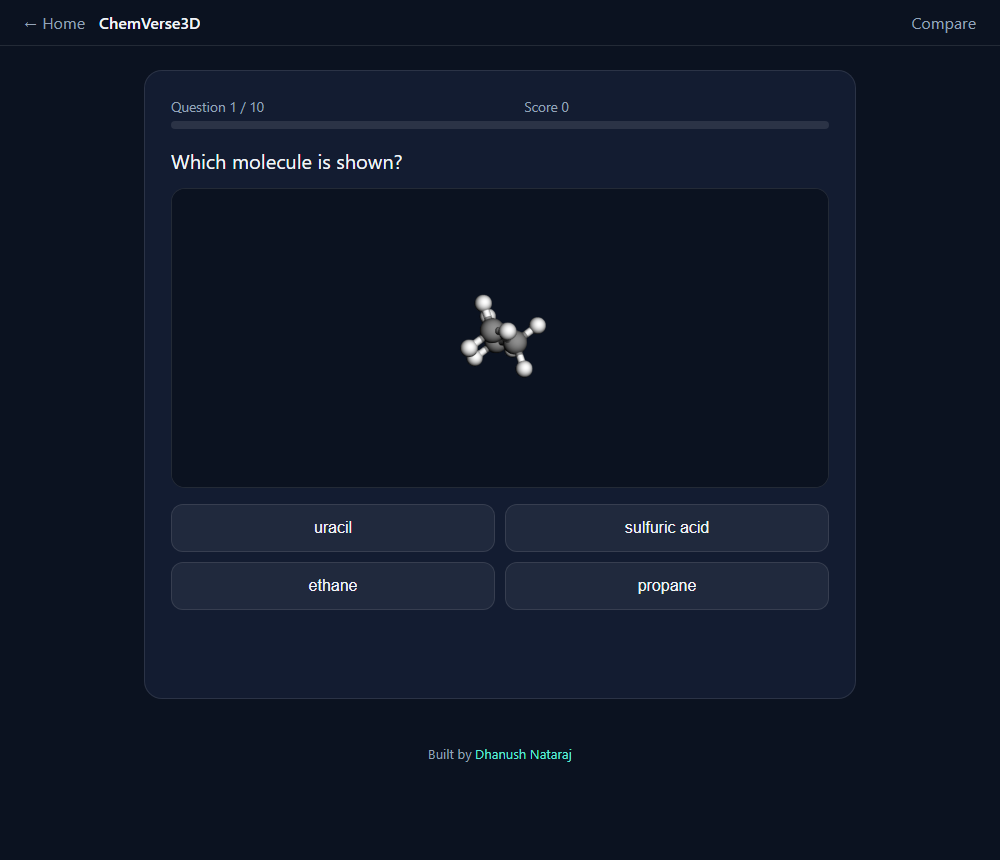 ← Home ChemVerse3D Compare
Question 1 / 10 Score 0
Which molecule is shown?
uracil sulfuric acid
ethane propane
Built by Dhanush Nataraj